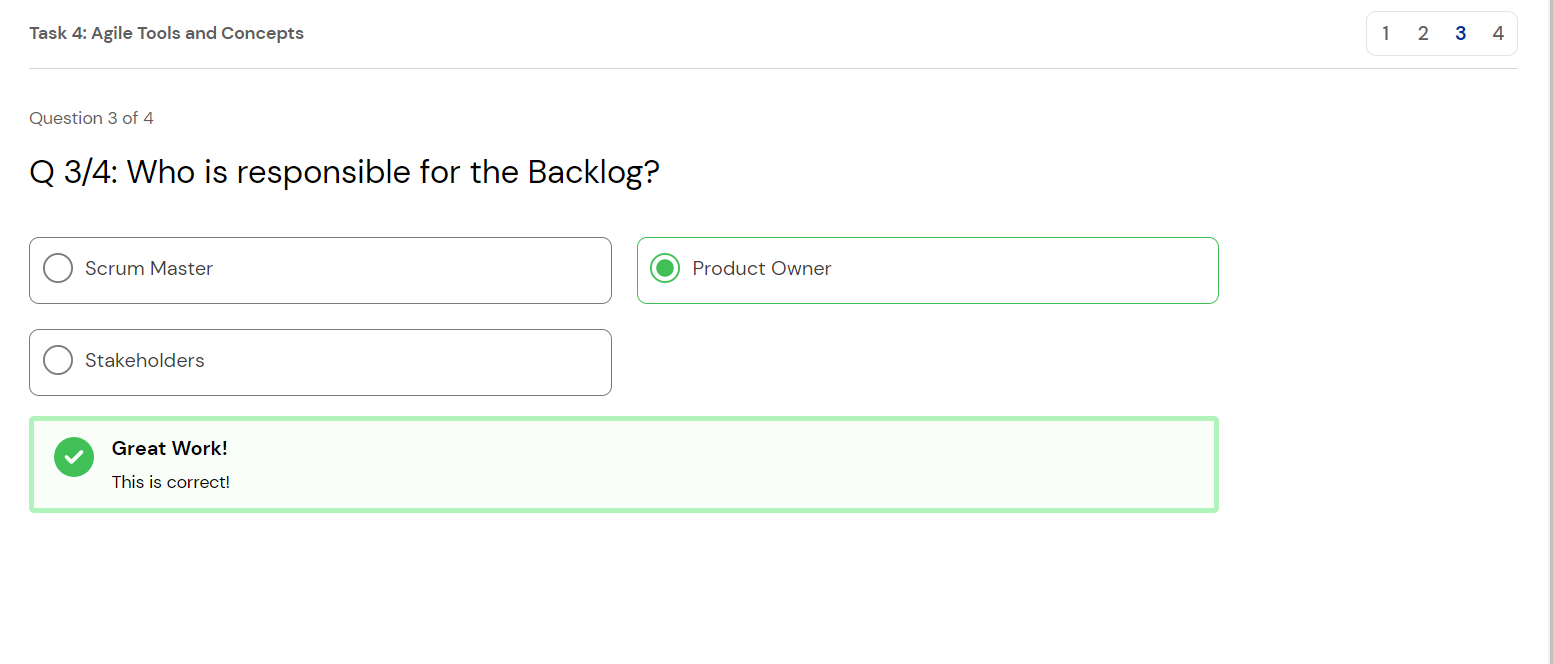 Task 4: Agile Tools and Concepts
1 2 3 4
Question 3 of 4
Q 3/4: Who is responsible for the Backlog?
Scrum Master
Product Owner
Stakeholders
Great Work!
This is correct!